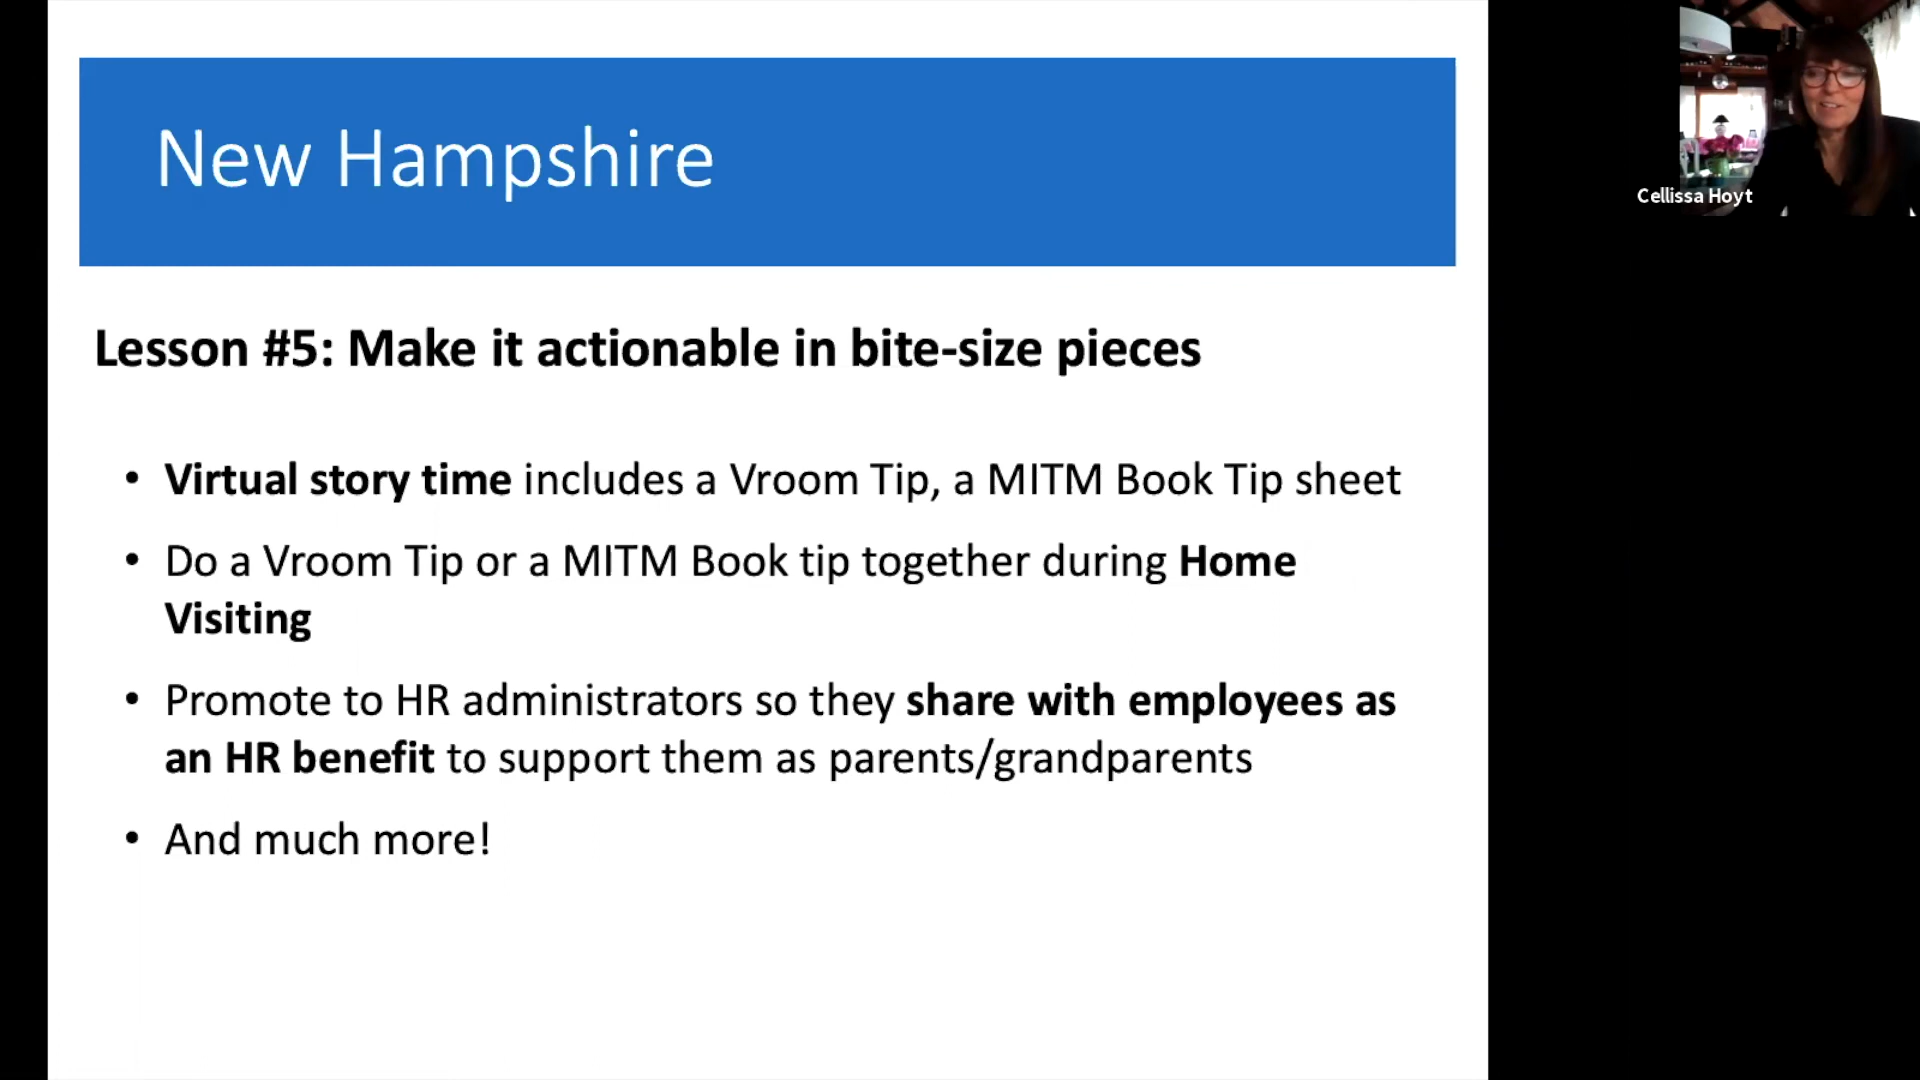 New Hampshire
Cellissa Hoyt
Lesson #5: Make it actionable in bite-size pieces
• Virtual story time includes a Vroom Tip, a MITM Book Tip sheet
• Do a Vroom Tip or a MITM Book tip together during Home
Visiting
• Promote to HR administrators so they share with employees as
an HR benefit to support them as parents/grandparents
• And much more!